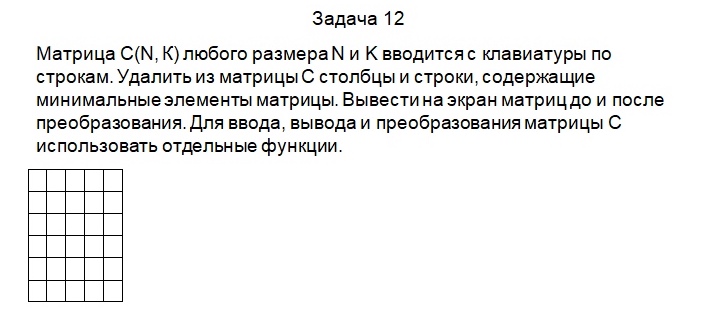 Задача 12
Матрица C(N, K) любого размера N и K вводится с клавиатуры по
строкам. Удалить из матрицы C столбцы и строки, содержащие
минимальные элементы матрицы. Вывести на экран матриц до и после
преобразования. Для ввода, вывода и преобразования матрицы C
использовать отдельные функции.